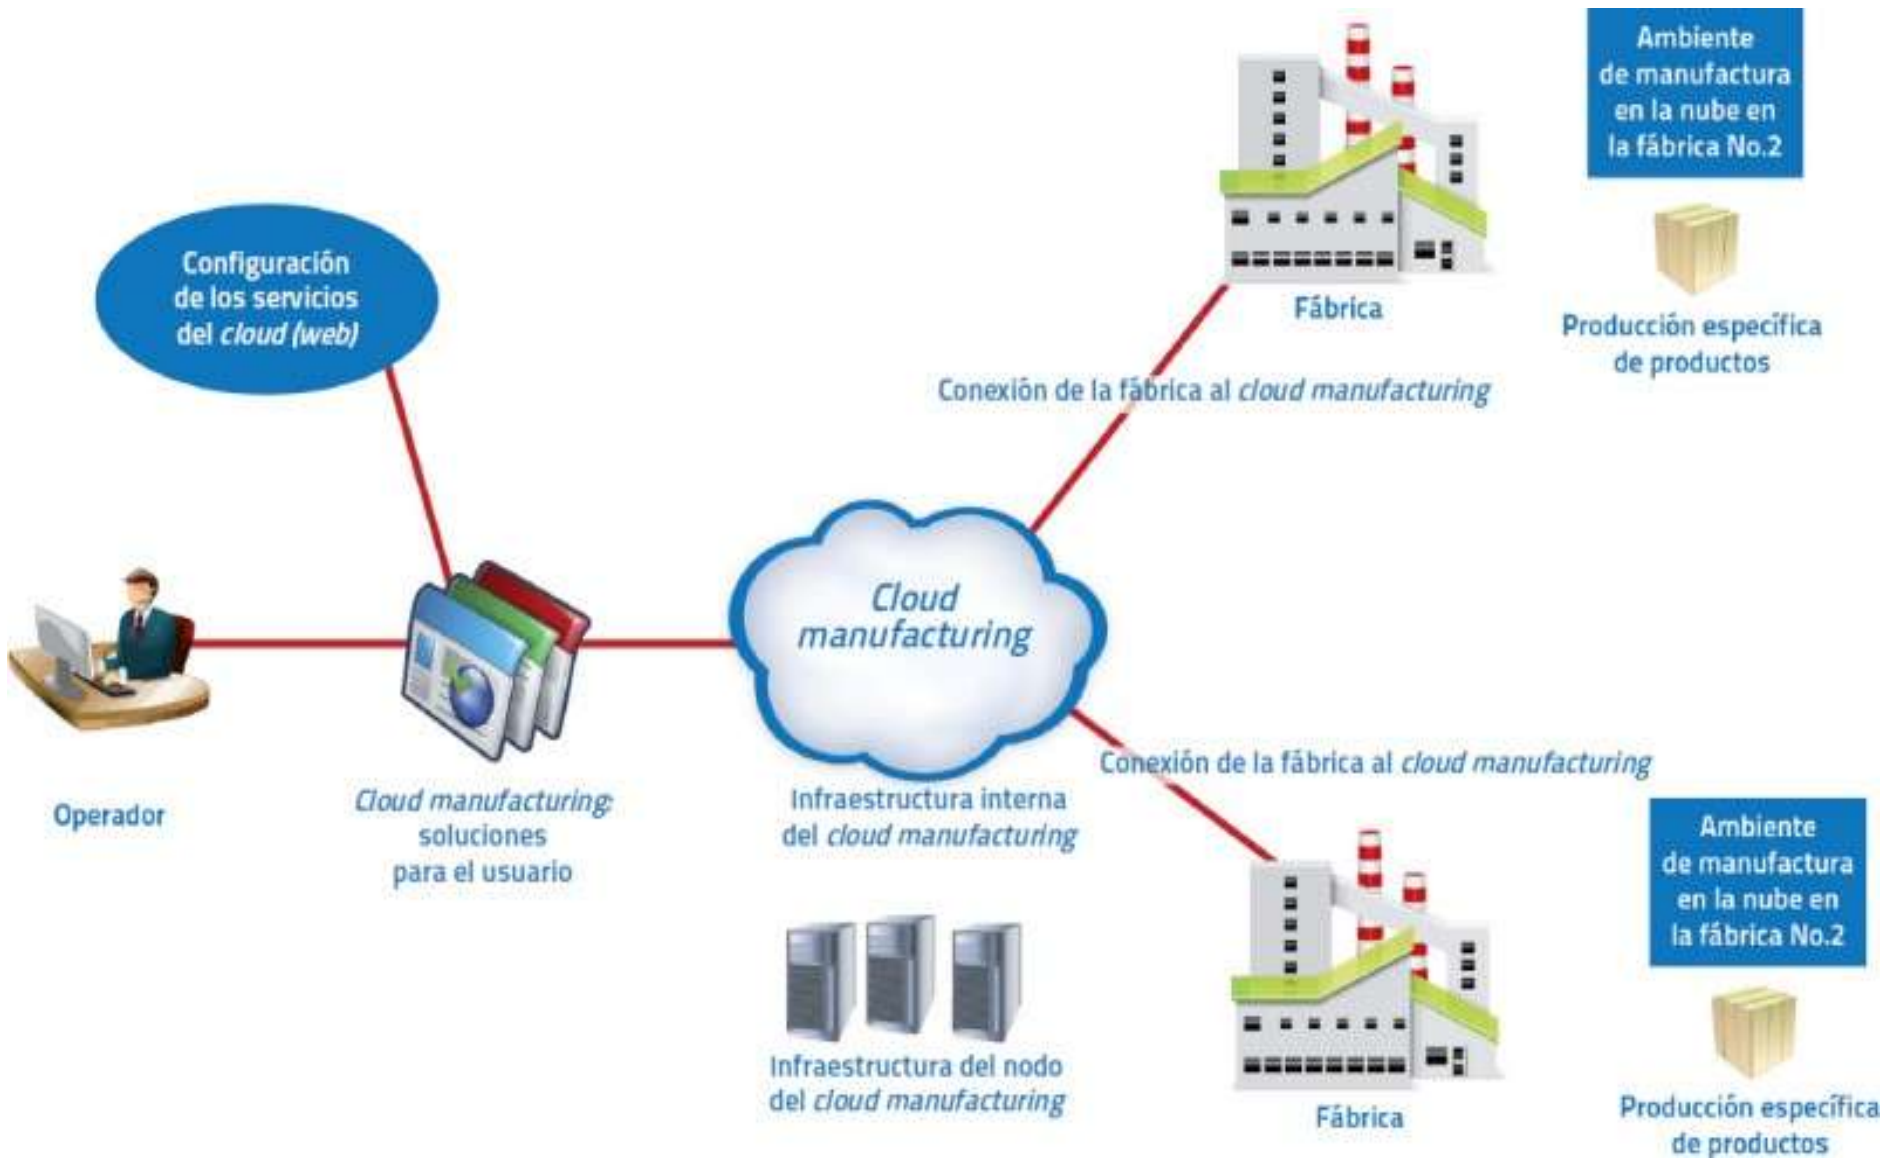 Ambiente
de manufactura
en la nube en
la fábrica No.2
Producción específica
de productos
Fábrica
Conexión de la fábrica al cloud manufacturing
Configuración
de los servicios
del cloud (web)
Cloud
manufacturing
Operador
Cloud manufacturing:
soluciones
para el usuario
Infraestructura interna
del cloud manufacturing
Infraestructura del nodo
del cloud manufacturing
Conexión de la fábrica al cloud manufacturing
Ambiente
de manufactura
en la nube en
la fábrica No.2
Fábrica
Producción específica
de productos